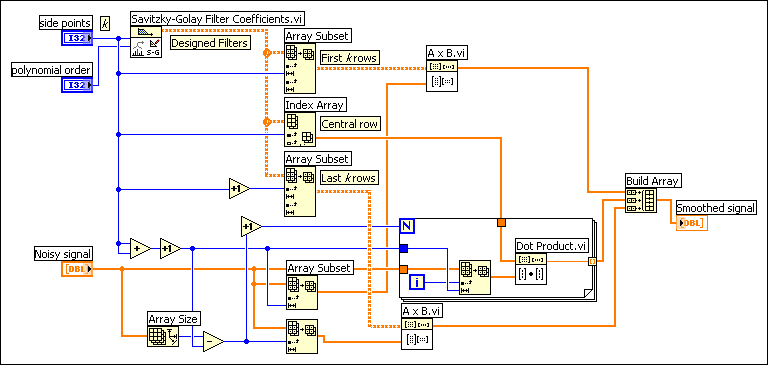 side points
k
Savitzky-Golay Filter Coefficients.vi
I32
S-G
Designed Filters
Array Subset
First k rows
A x B.vi
polynomial order
I32
Index Array
Central row
Array Subset
Last k rows
Build Array
Smoothed signal
DBL
+1
+1
N
+
+1
Dot Product.vi
Noisy signal
DBL
Array Subset
i
A x B.vi
Array Size
-